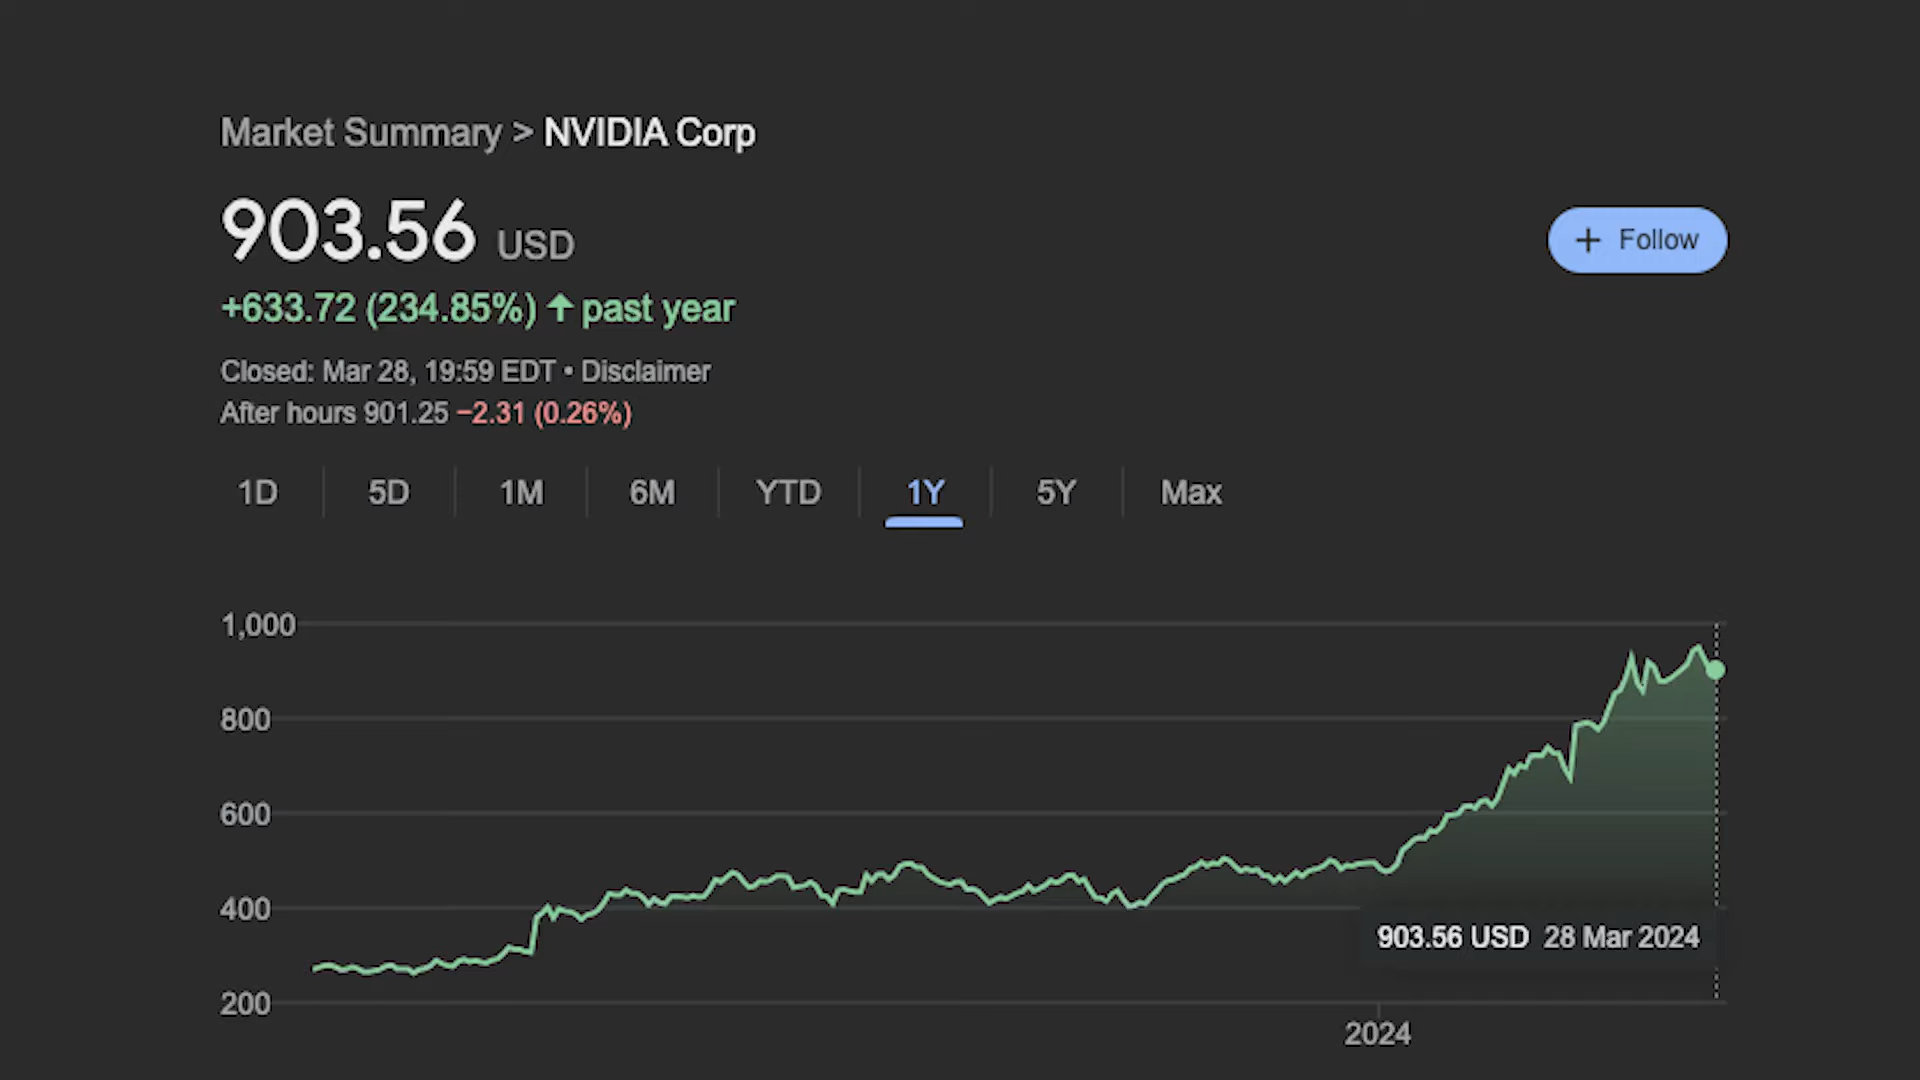 Market Summary > NVIDIA Corp
903.56 USD
+ Follow
+633.72 (234.85%) ↑ past year
Closed: Mar 28, 19:59 EDT • Disclaimer
After hours 901.25 −2.31 (0.26%)
1D 5D 1M 6M YTD 1Y 5Y Max
1,000
800
600
400
903.56 USD 28 Mar 2024
200
2024